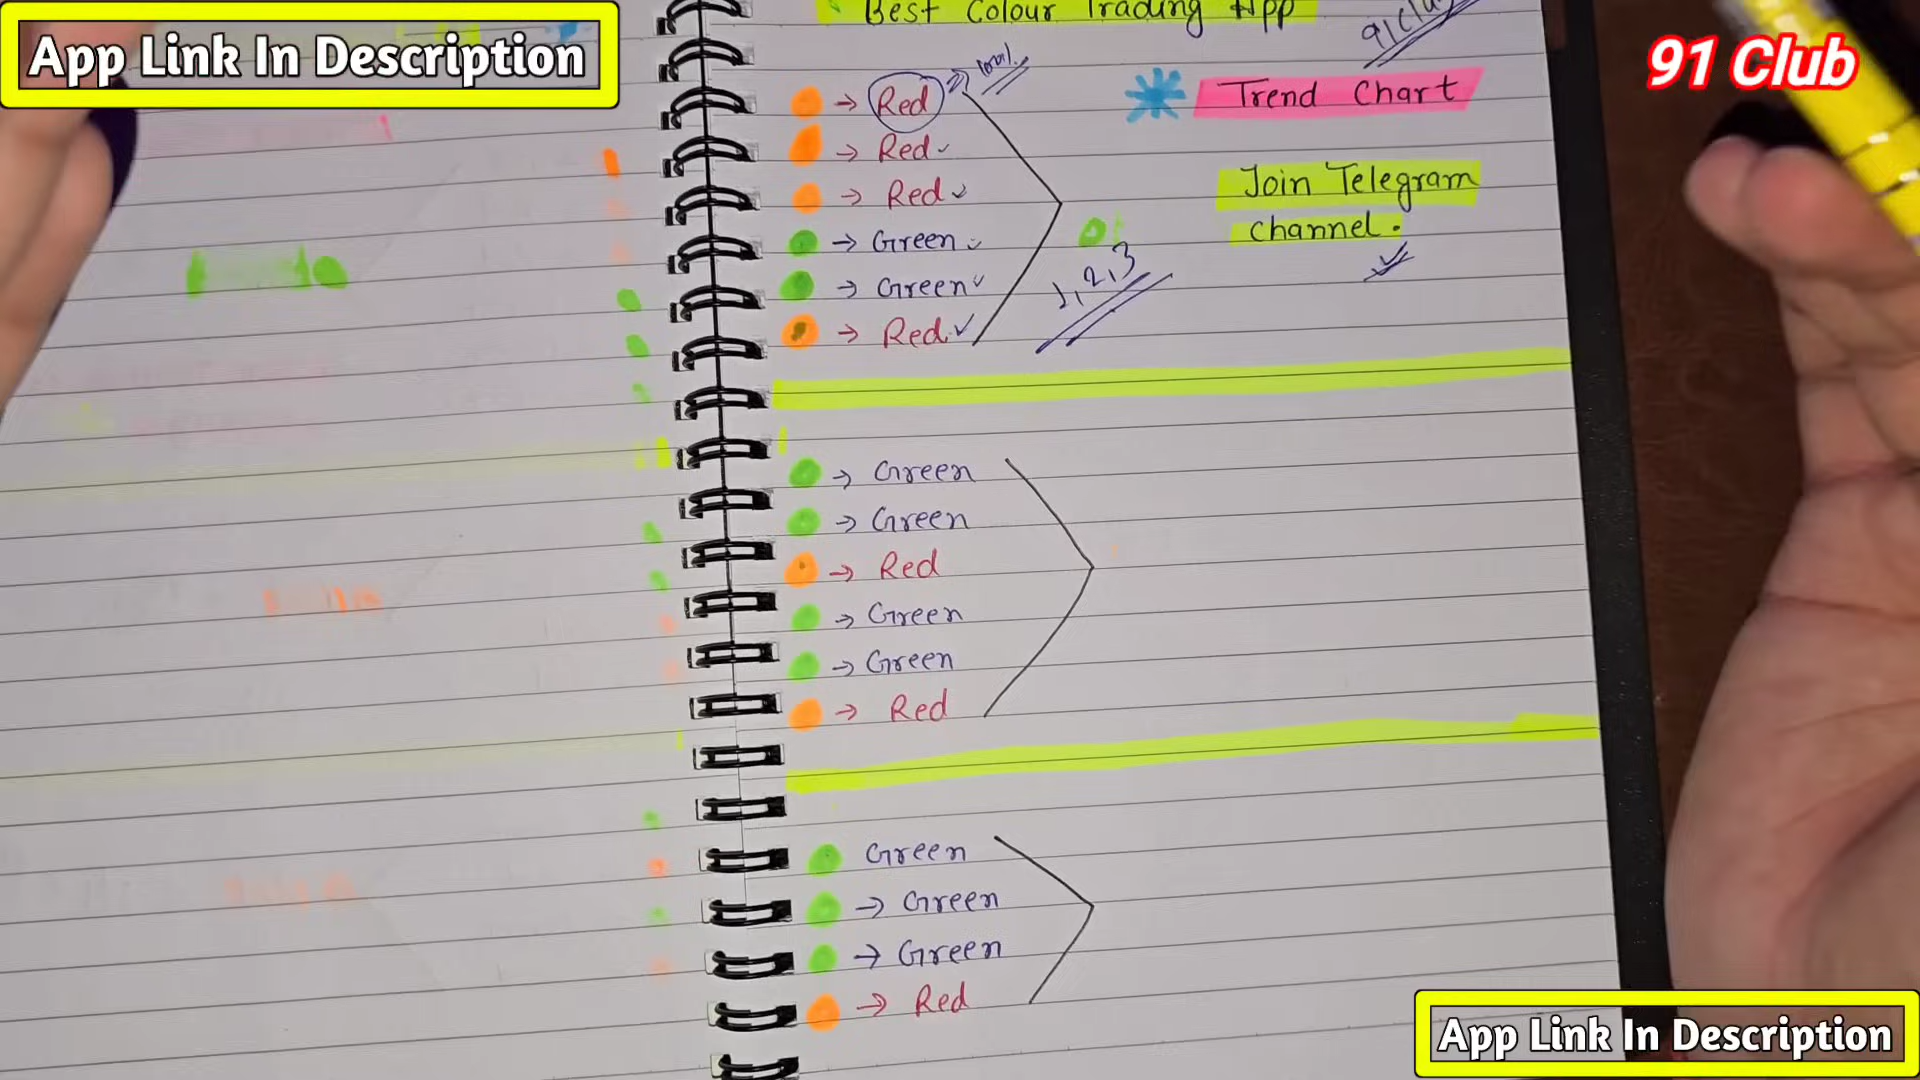 App Link In Description
Best Colour Trading App
91 Club
91 Club
→ Red
Trend Chart
→ Red
→ Red
Join Telegram
channel.
→ Green
→ Green
1,2,3
→ Red
→ Green
→ Green
→ Red
→ Green
→ Green
→ Red
Green
→ Green
→ Green
→ Red
App Link In Description